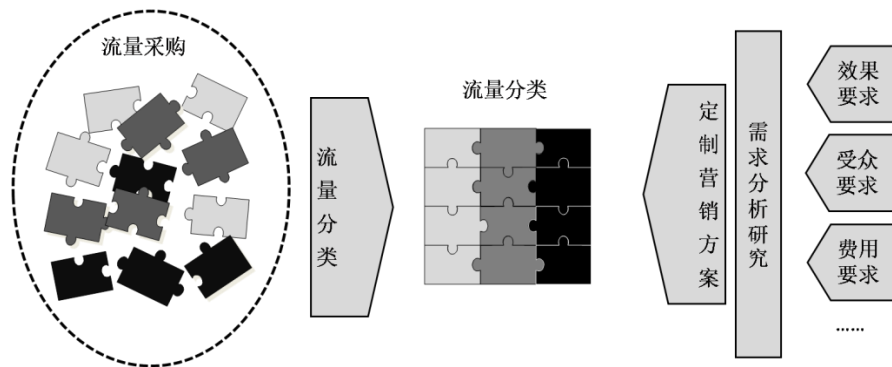 流量采购
流量分类
流量分类
定制营销方案
需求分析研究
效果
要求
受众
要求
费用
要求
......